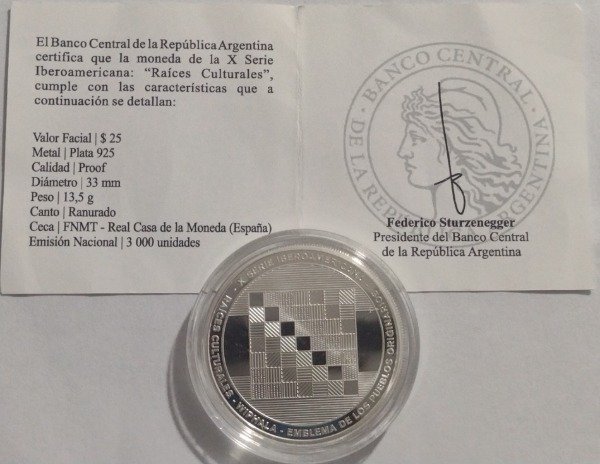 El Banco Central de la República Argentina
certifica que la moneda de la X Serie
Iberoamericana: “Raíces Culturales”,
cumple con las características que a
continuación se detallan:
Valor Facial | $ 25
Metal | Plata 925
Calidad | Proof
Diámetro | 33 mm
Peso | 13,5 g
Canto | Ranurado
Ceca | FNMT - Real Casa de la Moneda (España)
Emisión Nacional | 3 000 unidades
BANCO CENTRAL
DE LA REPÚBLICA ARGENTINA
Federico Sturzenegger
Presidente del Banco Central
de la República Argentina
X SERIE IBEROAMERICANA
RAÍCES CULTURALES - WIPHALA - EMBLEMA DE LOS PUEBLOS ORIGINARIOS